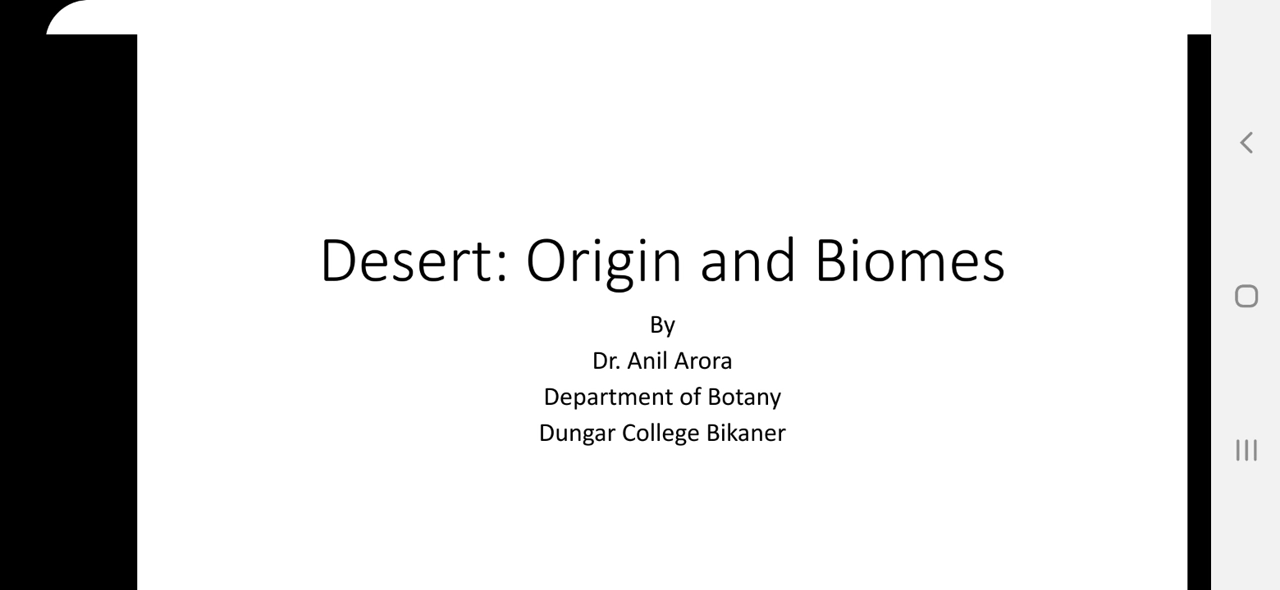 Desert: Origin and Biomes
By
Dr. Anil Arora
Department of Botany
Dungar College Bikaner